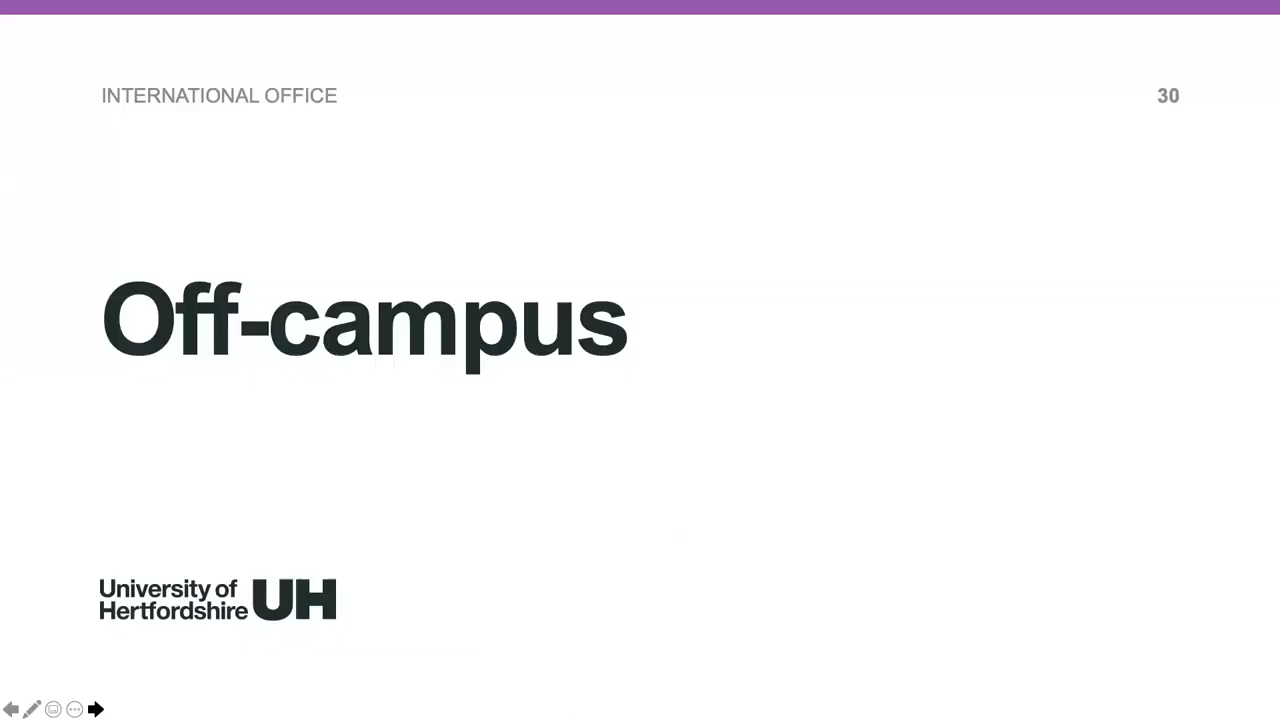 INTERNATIONAL OFFICE
30
Off-campus
University of
Hertfordshire
UH